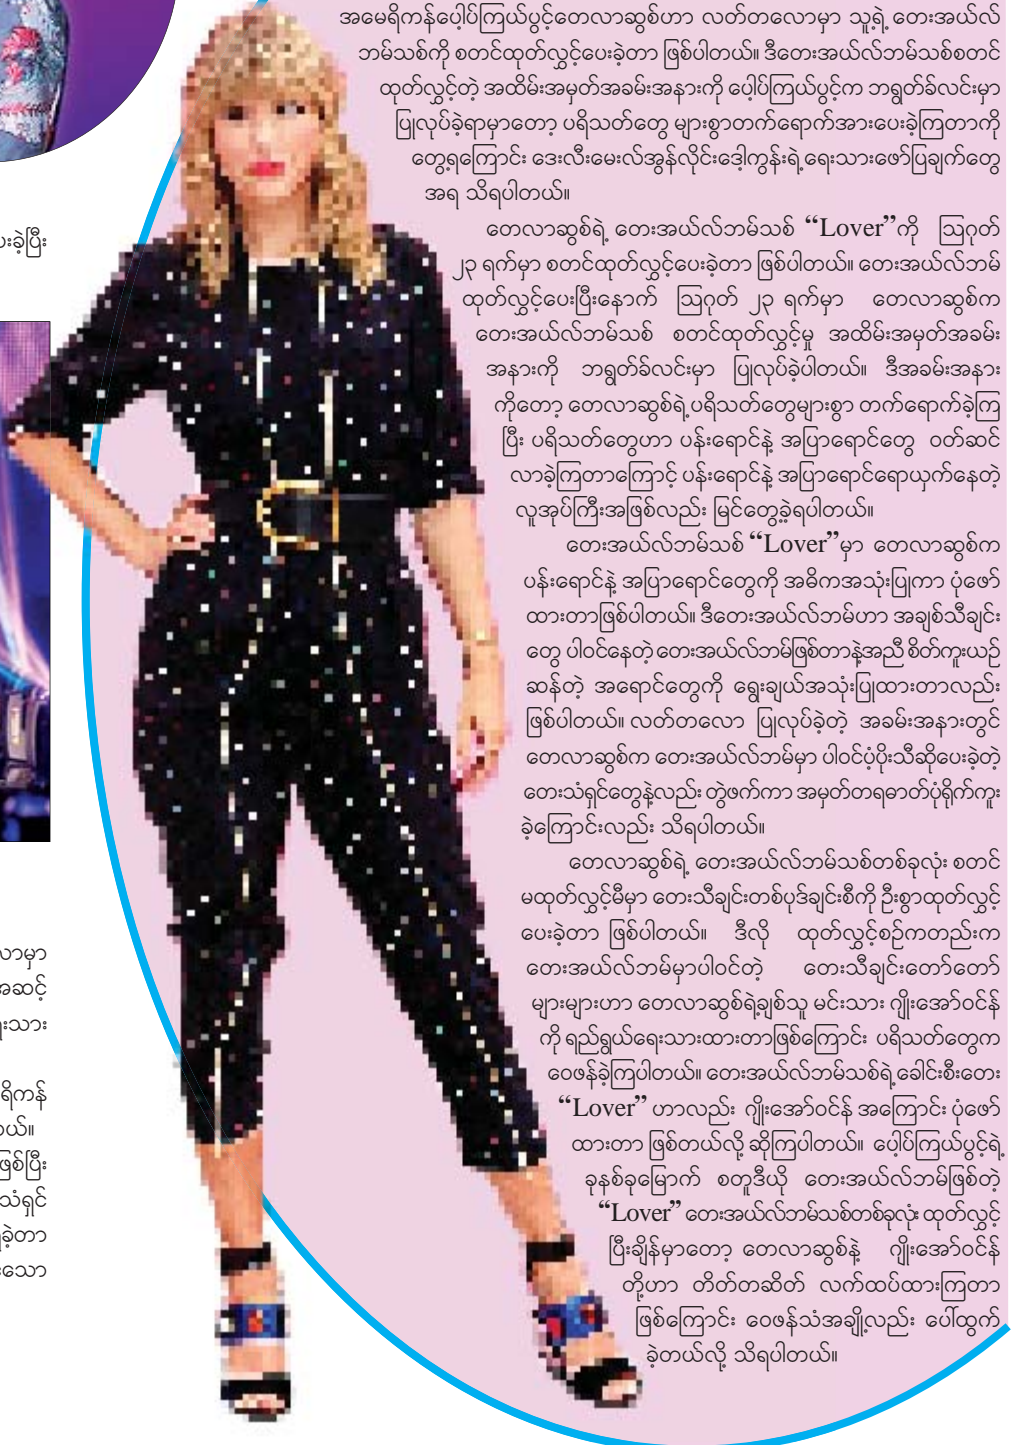 အမေရိကန်ပေါ့ပ်ကြယ်ပွင့်တေလာဆွစ်ဟာ လတ်တလောမှာ သူ့ရဲ့ တေးအယ်လ်
ဘမ်သစ်ကို စတင်ထုတ်လွှင့်ပေးခဲ့တာ ဖြစ်ပါတယ်။ ဒီတေးအယ်လ်ဘမ်သစ်စတင်
ထုတ်လွှင့်တဲ့ အထိမ်းအမှတ်အခမ်းအနားကို ပေါ့ပ်ကြယ်ပွင့်က ဘရွတ်ခ်လင်းမှာ
ပြုလုပ်ခဲ့ရာမှာတော့ ပရိသတ်တွေ များစွာတက်ရောက်အားပေးခဲ့ကြတာကို
တွေ့ရကြောင်း ဒေးလီးမေးလ်အွန်လိုင်းဒေါ့ကွန်းရဲ့ ရေးသားဖော်ပြချက်တွေ
အရ သိရပါတယ်။
တေလာဆွစ်ရဲ့ တေးအယ်လ်ဘမ်သစ် “Lover”ကို ဩဂုတ်
၂၃ ရက်မှာ စတင်ထုတ်လွှင့်ပေးခဲ့တာ ဖြစ်ပါတယ်။ တေးအယ်လ်ဘမ်
ထုတ်လွှင့်ပေးပြီးနောက် ဩဂုတ် ၂၃ ရက်မှာ တေလာဆွစ်က
တေးအယ်လ်ဘမ်သစ် စတင်ထုတ်လွှင့်မှု အထိမ်းအမှတ်အခမ်း
အနားကို ဘရွတ်ခ်လင်းမှာ ပြုလုပ်ခဲ့ပါတယ်။ ဒီအခမ်းအနား
ကိုတော့ တေလာဆွစ်ရဲ့ပရိသတ်တွေများစွာ တက်ရောက်ခဲ့ကြ
ပြီး ပရိသတ်တွေဟာ ပန်းရောင်နဲ့ အပြာရောင်တွေ ဝတ်ဆင်
လာခဲ့ကြတာကြောင့် ပန်းရောင်နဲ့ အပြာရောင်ရောယှက်နေတဲ့
လူအုပ်ကြီးအဖြစ်လည်း မြင်တွေ့ခဲ့ရပါတယ်။
တေးအယ်လ်ဘမ်သစ် “Lover”မှာ တေလာဆွစ်က
ပန်းရောင်နဲ့ အပြာရောင်တွေကို အဓိကအသုံးပြုကာ ပုံဖော်
ထားတာဖြစ်ပါတယ်။ ဒီတေးအယ်လ်ဘမ်ဟာ အချစ်သီချင်း
တွေ ပါဝင်နေတဲ့ တေးအယ်လ်ဘမ်ဖြစ်တာနဲ့အညီ စိတ်ကူးယဉ်
ဆန်တဲ့ အရောင်တွေကို ရွေးချယ်အသုံးပြုထားတာလည်း
ဖြစ်ပါတယ်။ လတ်တလော ပြုလုပ်ခဲ့တဲ့ အခမ်းအနားတွင်
တေလာဆွစ်က တေးအယ်လ်ဘမ်မှာ ပါဝင်ပံ့ပိုးသီဆိုပေးခဲ့တဲ့
တေးသံရှင်တွေနဲ့လည်း တွဲဖက်ကာ အမှတ်တရဓာတ်ပုံရိုက်ကူး
ခဲ့ကြောင်းလည်း သိရပါတယ်။
တေလာဆွစ်ရဲ့ တေးအယ်လ်ဘမ်သစ်တစ်ခုလုံး စတင်
မထုတ်လွှင့်မီမှာ တေးသီချင်းတစ်ပုဒ်ချင်းစီကို ဦးစွာထုတ်လွှင့်
ပေးခဲ့တာ ဖြစ်ပါတယ်။ ဒီလို ထုတ်လွှင့်စဉ်ကတည်းက
တေးအယ်လ်ဘမ်မှာပါဝင်တဲ့ တေးသီချင်းတော်တော်
များများဟာ တေလာဆွစ်ရဲ့ချစ်သူ မင်းသား ဂျိုးအော်ဝင်န်
ကို ရည်ရွယ်ရေးသားထားတာဖြစ်ကြောင်း ပရိသတ်တွေက
ဝေဖန်ခဲ့ကြပါတယ်။ တေးအယ်လ်ဘမ်သစ်ရဲ့ ခေါင်းစီးတေး
“Lover” ဟာလည်း ဂျိုးအော်ဝင်န် အကြောင်း ပုံဖော်
ထားတာ ဖြစ်တယ်လို့ ဆိုကြပါတယ်။ ပေါ့ပ်ကြယ်ပွင့်ရဲ့
ခုနစ်ခုမြောက် စတူဒီယို တေးအယ်လ်ဘမ်ဖြစ်တဲ့
“Lover” တေးအယ်လ်ဘမ်သစ်တစ်ခုလုံး ထုတ်လွှင့်
ပြီးချိန်မှာတော့ တေလာဆွစ်နဲ့ ဂျိုးအော်ဝင်န်
တို့ဟာ တိတ်တဆိတ် လက်ထပ်ထားကြတာ
ဖြစ်ကြောင်း ဝေဖန်သံအချို့လည်း ပေါ်ထွက်
ခဲ့တယ်လို့ သိရပါတယ်။